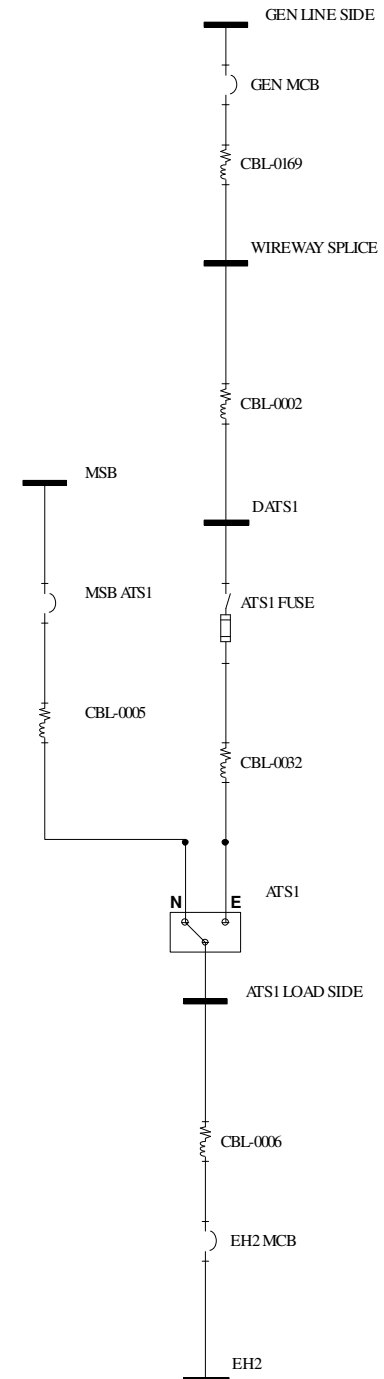 GEN LINE SIDE
GEN MCB
CBL-0169
WIREWAY SPLICE
CBL-0002
MSB
DATS1
MSB ATS1
ATS1 FUSE
CBL-0005
CBL-0032
ATS1
N
E
ATS1 LOAD SIDE
CBL-0006
EH2 MCB
EH2